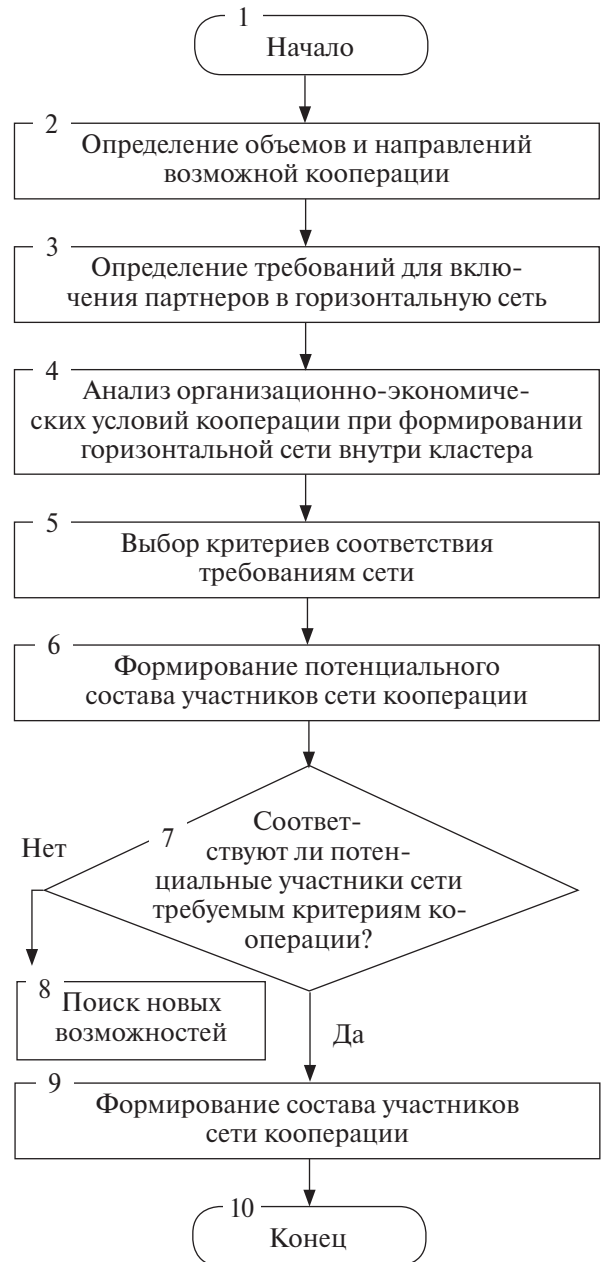 1
Начало
2
Определение объемов и направлений
возможной кооперации
3
Определение требований для вклю-
чения партнеров в горизонтальную сеть
4
Анализ организационно-экономиче-
ских условий кооперации при формировании
горизонтальной сети внутри кластера
5
Выбор критериев соответствия
требованиям сети
6
Формирование потенциального
состава участников сети кооперации
7
Соответ-
ствуют ли потен-
циальные участники сети
требуемым критериям ко-
операции?
Нет
8
Поиск новых
возможностей
Да
9
Формирование состава участников
сети кооперации
10
Конец